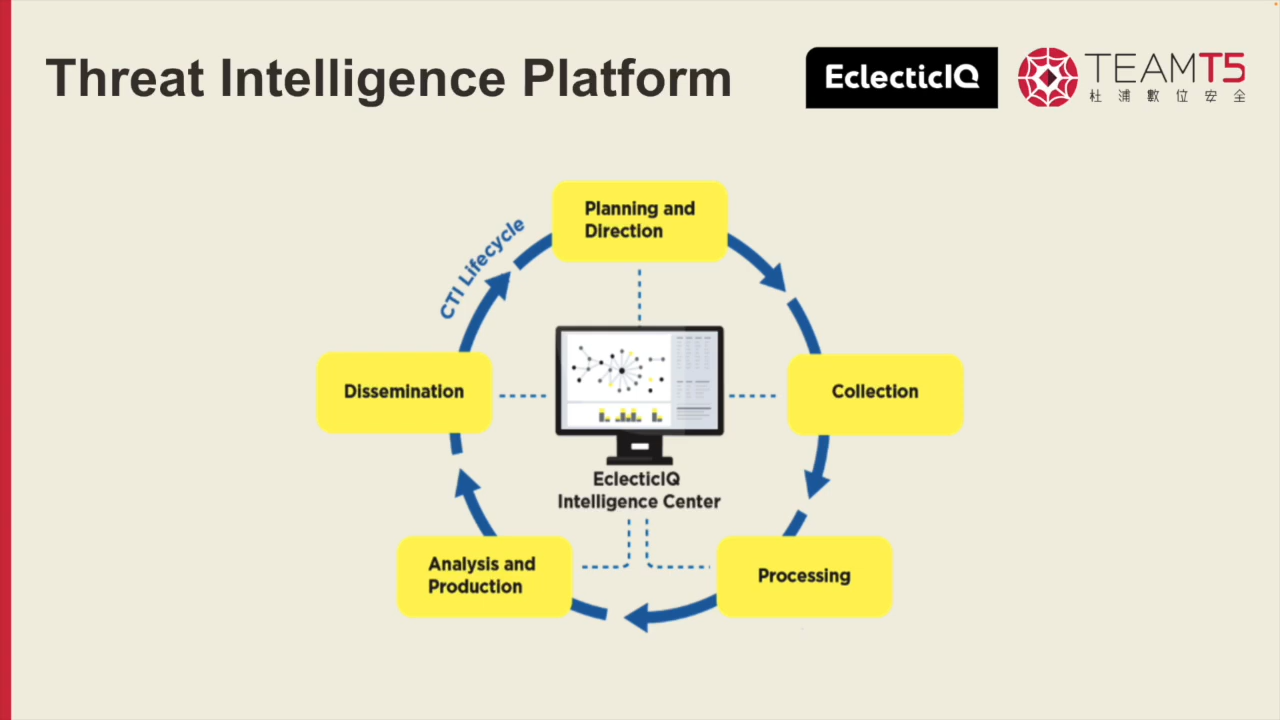 Threat Intelligence Platform
EclecticIQ
TEAMT5
杜浦數位安全
CTI Lifecycle
Planning and
Direction
Dissemination
Collection
EclecticIQ
Intelligence Center
Analysis and
Production
Processing